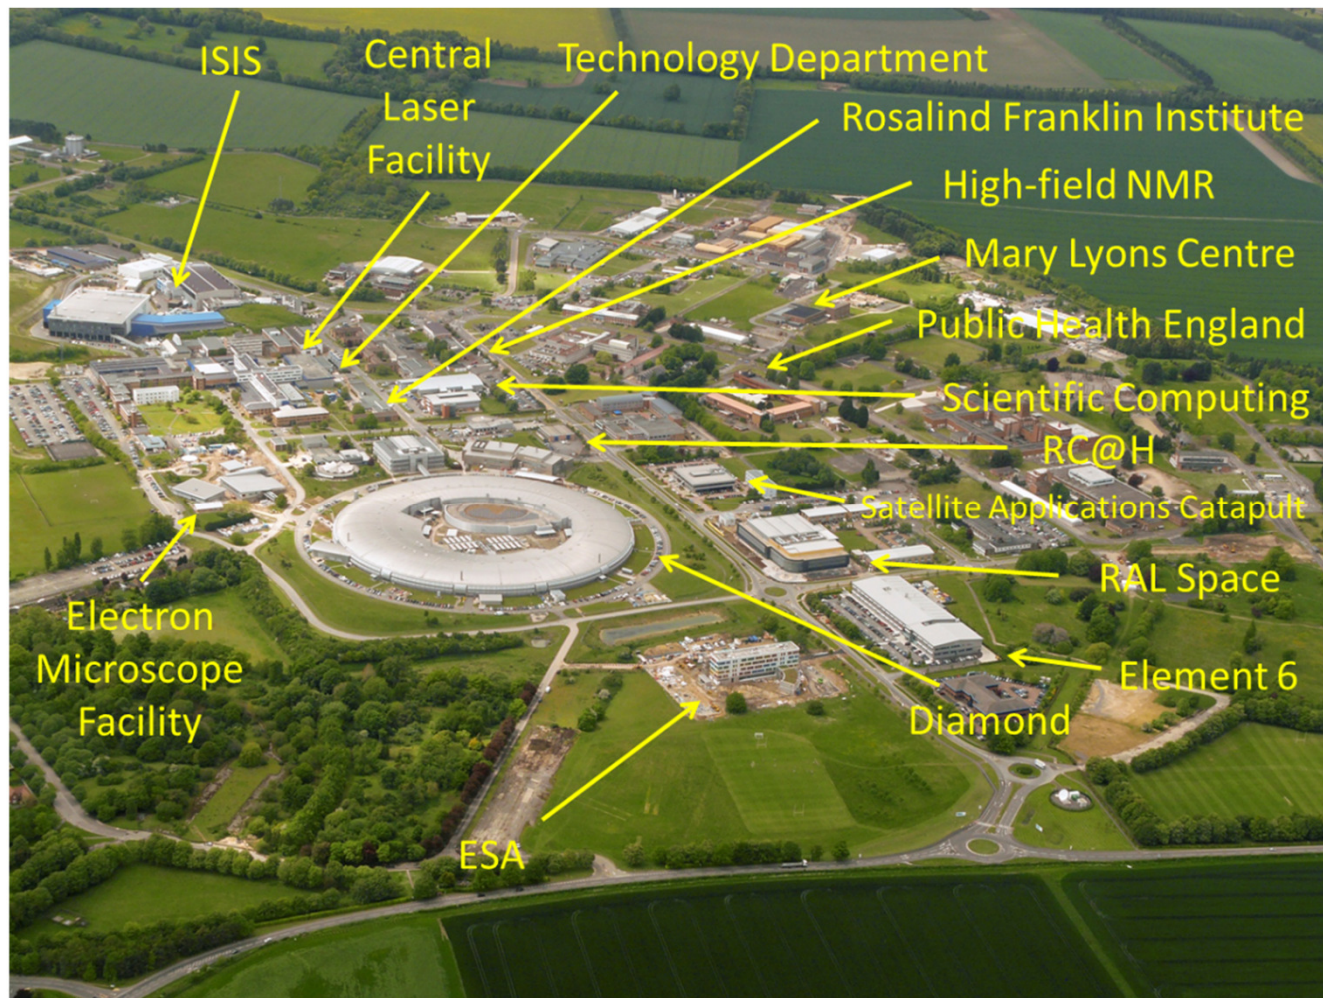 ISIS
Central
Laser
Facility
Technology Department
Rosalind Franklin Institute
High-field NMR
Mary Lyons Centre
Public Health England
Scientific Computing
RC@H
Satellite Applications Catapult
RAL Space
Element 6
Diamond
Electron
Microscope
Facility
ESA